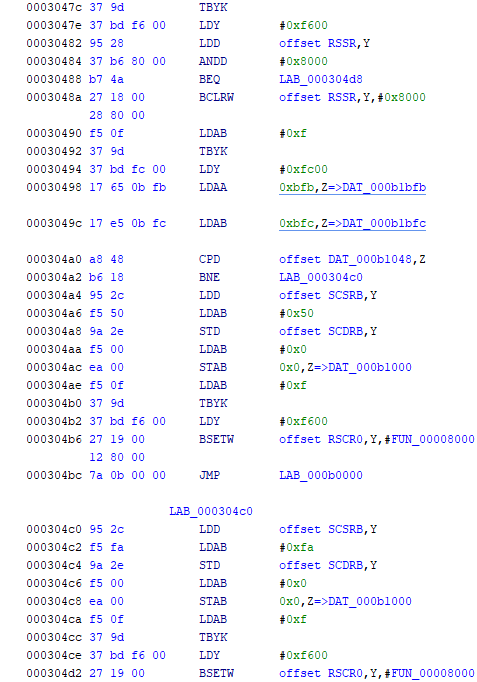 0003047c 37 9d TBYK
0003047e 37 bd f6 00 LDY #0xf600
00030482 95 28 LDD offset RSSR,Y
00030484 37 b6 80 00 ANDD #0x8000
00030488 b7 4a BEQ LAB_000304d8
0003048a 27 18 00 BCLRW offset RSSR,Y,#0x8000
28 80 00
00030490 f5 0f LDAB #0xf
00030492 37 9d TBYK
00030494 37 bd fc 00 LDY #0xfc00
00030498 17 65 0b fb LDAA 0xbfb,Z=>DAT_000b1bfb
0003049c 17 e5 0b fc LDAB 0xbfc,Z=>DAT_000b1bfc
000304a0 a8 48 CPD offset DAT_000b1048,Z
000304a2 b6 18 BNE LAB_000304c0
000304a4 95 2c LDD offset SCSRB,Y
000304a6 f5 50 LDAB #0x50
000304a8 9a 2e STD offset SCDRB,Y
000304aa f5 00 LDAB #0x0
000304ac ea 00 STAB 0x0,Z=>DAT_000b1000
000304ae f5 0f LDAB #0xf
000304b0 37 9d TBYK
000304b2 37 bd f6 00 LDY #0xf600
000304b6 27 19 00 BSETW offset RSCR0,Y,#FUN_00008000
12 80 00
000304bc 7a 0b 00 00 JMP LAB_000b0000
LAB_000304c0
000304c0 95 2c LDD offset SCSRB,Y
000304c2 f5 fa LDAB #0xfa
000304c4 9a 2e STD offset SCDRB,Y
000304c6 f5 00 LDAB #0x0
000304c8 ea 00 STAB 0x0,Z=>DAT_000b1000
000304ca f5 0f LDAB #0xf
000304cc 37 9d TBYK
000304ce 37 bd f6 00 LDY #0xf600
000304d2 27 19 00 BSETW offset RSCR0,Y,#FUN_00008000